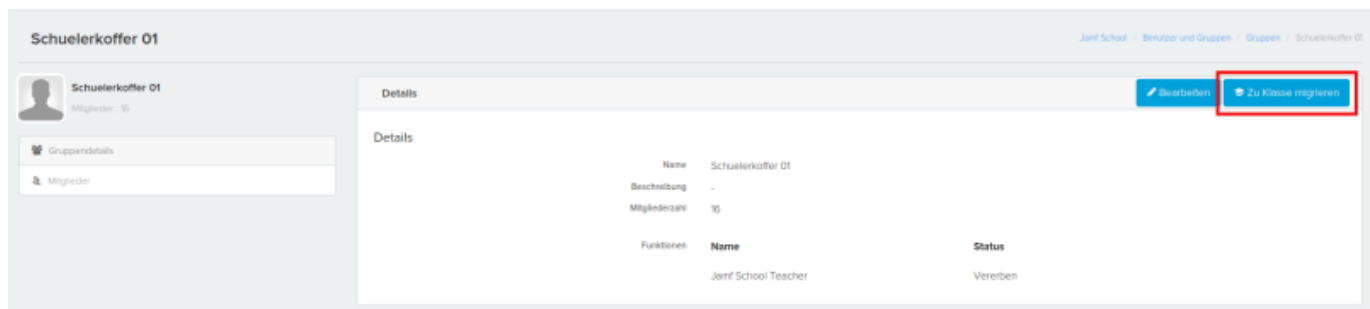 Schuelerkoffer 01
Jamf School / Benutzer und Gruppen / Gruppen / Schuelerkoffer 01
Schuelerkoffer 01
Mitglieder : 16
Gruppendetails
Mitglieder
Details
Bearbeiten
Zu Klasse migrieren
Details
Name Schuelerkoffer 01
Beschreibung -
Mitgliederzahl 16
Funktionen Name Status
Jamf School Teacher Vererben